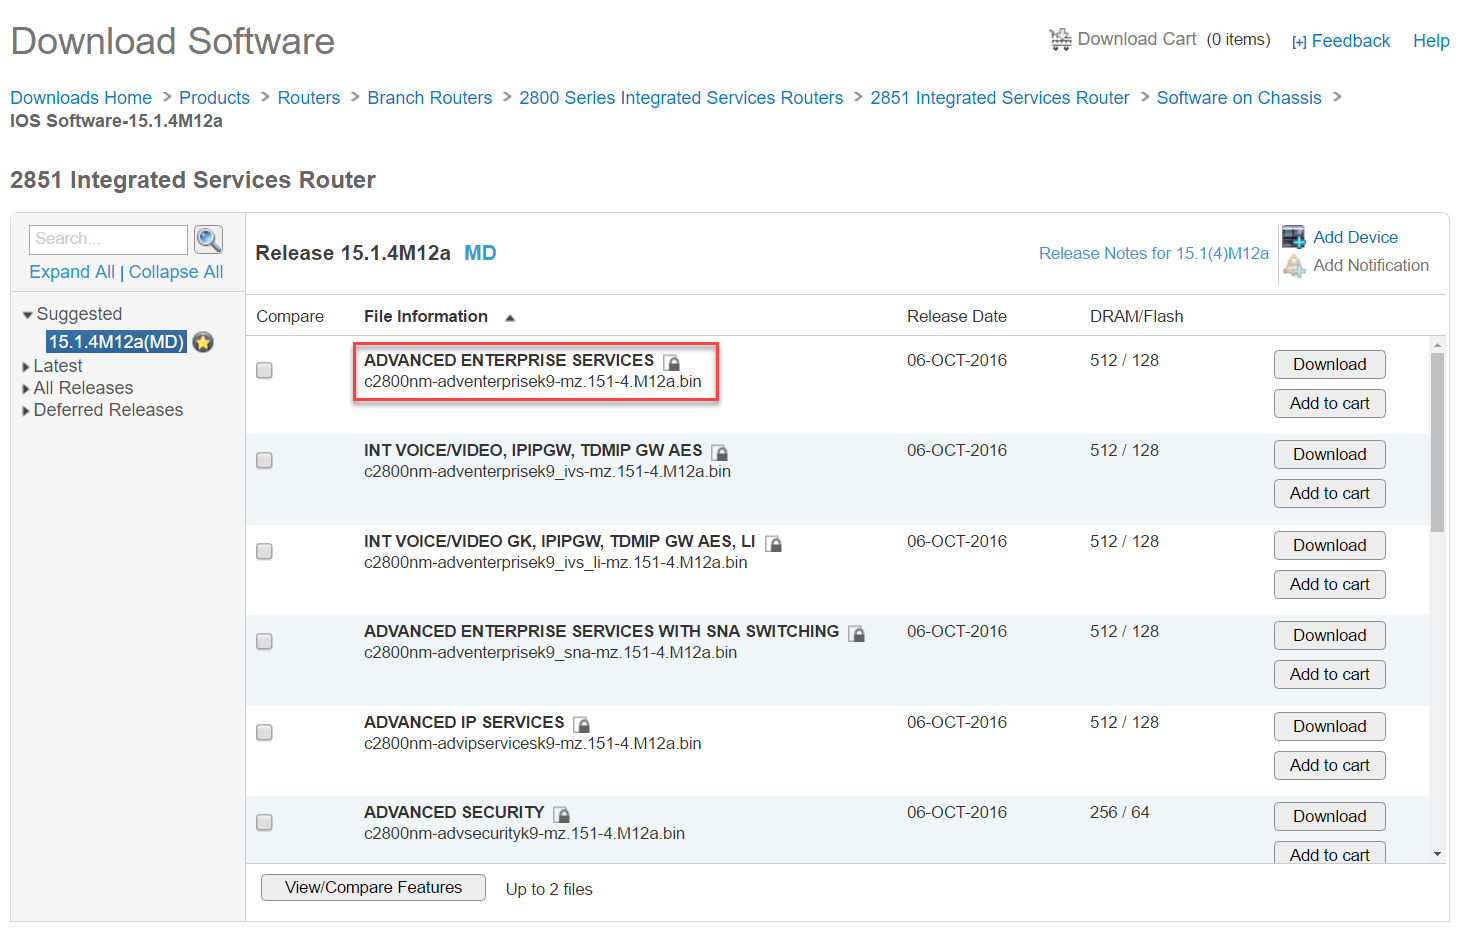 Download Software
Download Cart (0 items) [+] Feedback Help
Downloads Home > Products > Routers > Branch Routers > 2800 Series Integrated Services Routers > 2851 Integrated Services Router > Software on Chassis >
IOS Software-15.1.4M12a
2851 Integrated Services Router
Search...
Expand All | Collapse All
Suggested
15.1.4M12a(MD)
Latest
All Releases
Deferred Releases
Release 15.1.4M12a MD
Release Notes for 15.1(4)M12a
Add Device
Add Notification
Compare File Information Release Date DRAM/Flash
ADVANCED ENTERPRISE SERVICES 06-OCT-2016 512 / 128 Download
c2800nm-adventerprisek9-mz.151-4.M12a.bin
Add to cart
INT VOICE/VIDEO, IPIPGW, TDMIP GW AES 06-OCT-2016 512 / 128 Download
c2800nm-adventerprisek9_ivs-mz.151-4.M12a.bin
Add to cart
INT VOICE/VIDEO GK, IPIPGW, TDMIP GW AES, LI 06-OCT-2016 512 / 128 Download
c2800nm-adventerprisek9_ivs_li-mz.151-4.M12a.bin
Add to cart
ADVANCED ENTERPRISE SERVICES WITH SNA SWITCHING 06-OCT-2016 512 / 128 Download
c2800nm-adventerprisek9_sna-mz.151-4.M12a.bin
Add to cart
ADVANCED IP SERVICES 06-OCT-2016 512 / 128 Download
c2800nm-advipservicesk9-mz.151-4.M12a.bin
Add to cart
ADVANCED SECURITY 06-OCT-2016 256 / 64 Download
c2800nm-advsecurityk9-mz.151-4.M12a.bin
Add to cart
View/Compare Features Up to 2 files